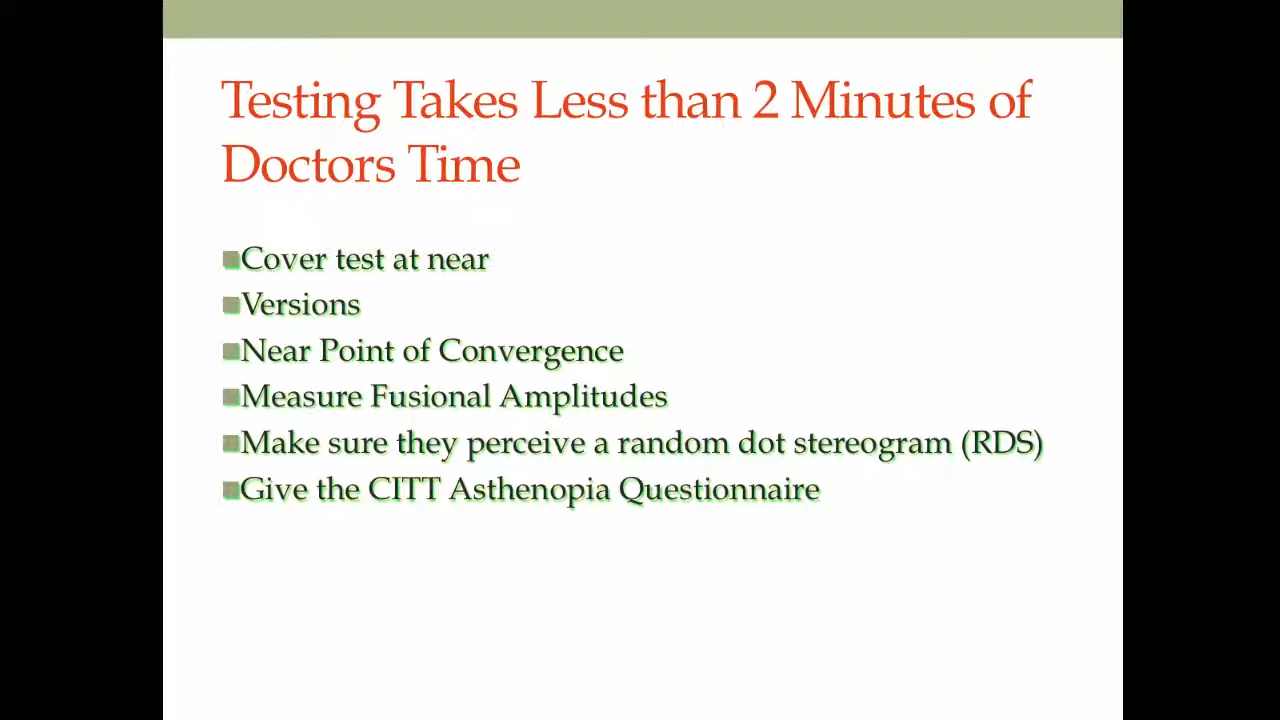 Testing Takes Less than 2 Minutes of
Doctors Time
Cover test at near
Versions
Near Point of Convergence
Measure Fusional Amplitudes
Make sure they perceive a random dot stereogram (RDS)
Give the CITT Asthenopia Questionnaire